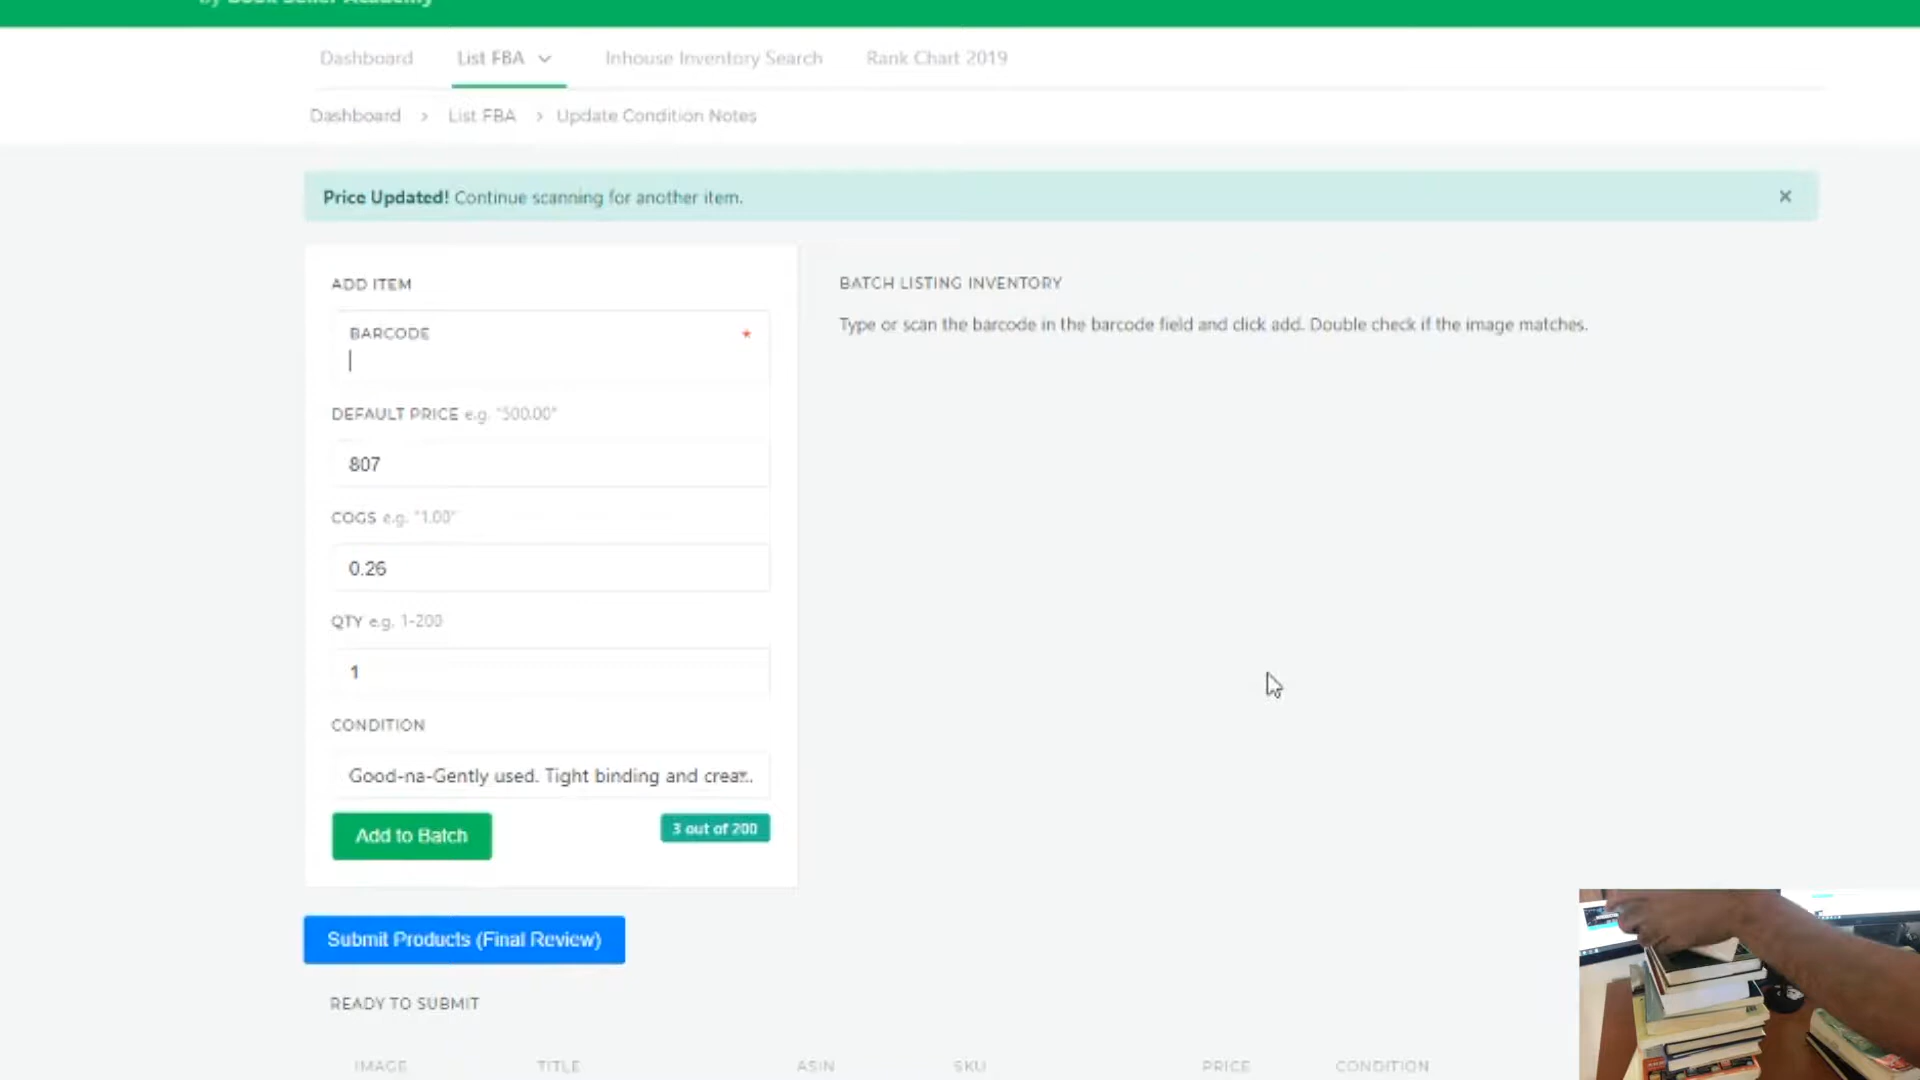 by Book Seller Academy
Dashboard List FBA Inhouse Inventory Search Rank Chart 2019
Dashboard > List FBA > Update Condition Notes
Price Updated! Continue scanning for another item. ×
ADD ITEM
BARCODE *
DEFAULT PRICE e.g. "500.00"
807
COGS e.g. "1.00"
0.26
QTY e.g. 1-200
1
CONDITION
Good-na-Gently used. Tight binding and crea...
Add to Batch
3 out of 200
BATCH LISTING INVENTORY
Type or scan the barcode in the barcode field and click add. Double check if the image matches.
Submit Products (Final Review)
READY TO SUBMIT
IMAGE TITLE ASIN SKU PRICE CONDITION